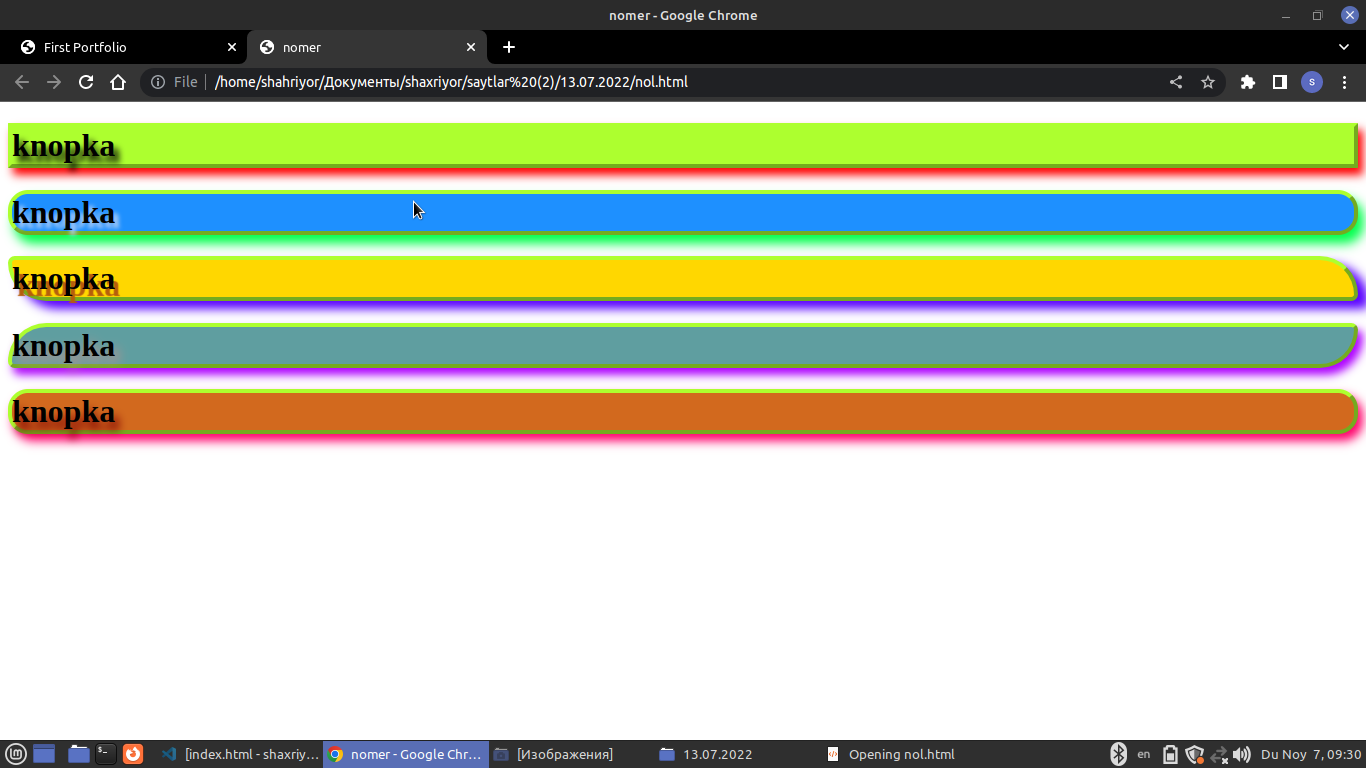 nomer - Google Chrome
First Portfolio
nomer
File
/home/shahriyor/Документы/shaxriyor/saytlar%20(2)/13.07.2022/nol.html
S
knopka
knopka
knopka
knopka
knopka
[index.html - shaxriy...
nomer - Google Chr...
[Изображения]
13.07.2022
Opening nol.html
en
Du Noy 7, 09:30